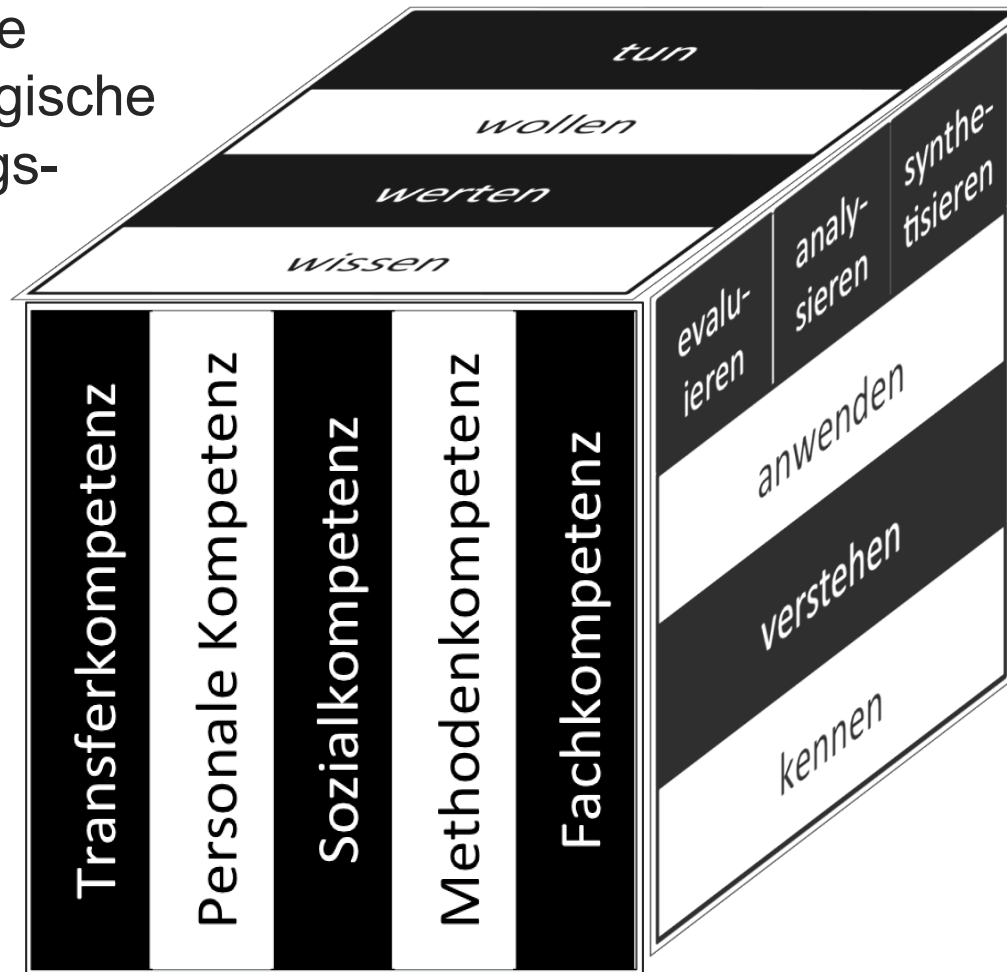 e
gische
gs-
tun
wollen
werten
wissen
Transferkompetenz
Personale Kompetenz
Sozialkompetenz
Methodenkompetenz
Fachkompetenz
evalu-
ieren
analy-
sieren
synthe-
tisieren
anwenden
verstehen
kennen